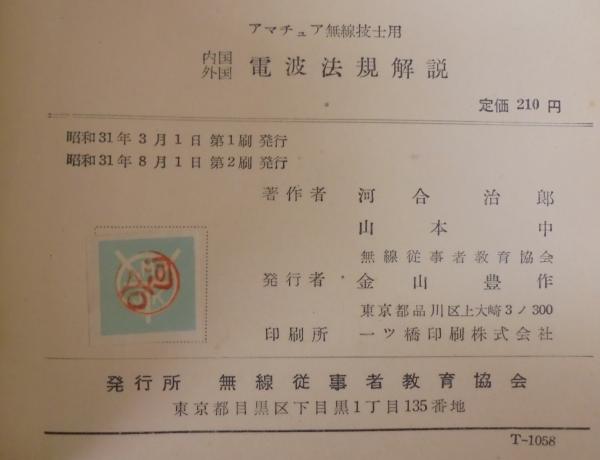 アマチュア無線技士用
内国
外国 電波法規解説
定価 210 円
昭和31年3月1日 第1刷 発行
昭和31年8月1日 第2刷 発行
著作者 河合治郎
山本中
無線従事者教育協会
発行者 金山豊作
東京都品川区上大崎3ノ300
印刷所 一ツ橋印刷株式会社
発行所 無線従事者教育協会
東京都目黒区下目黒1丁目135番地
T-1058